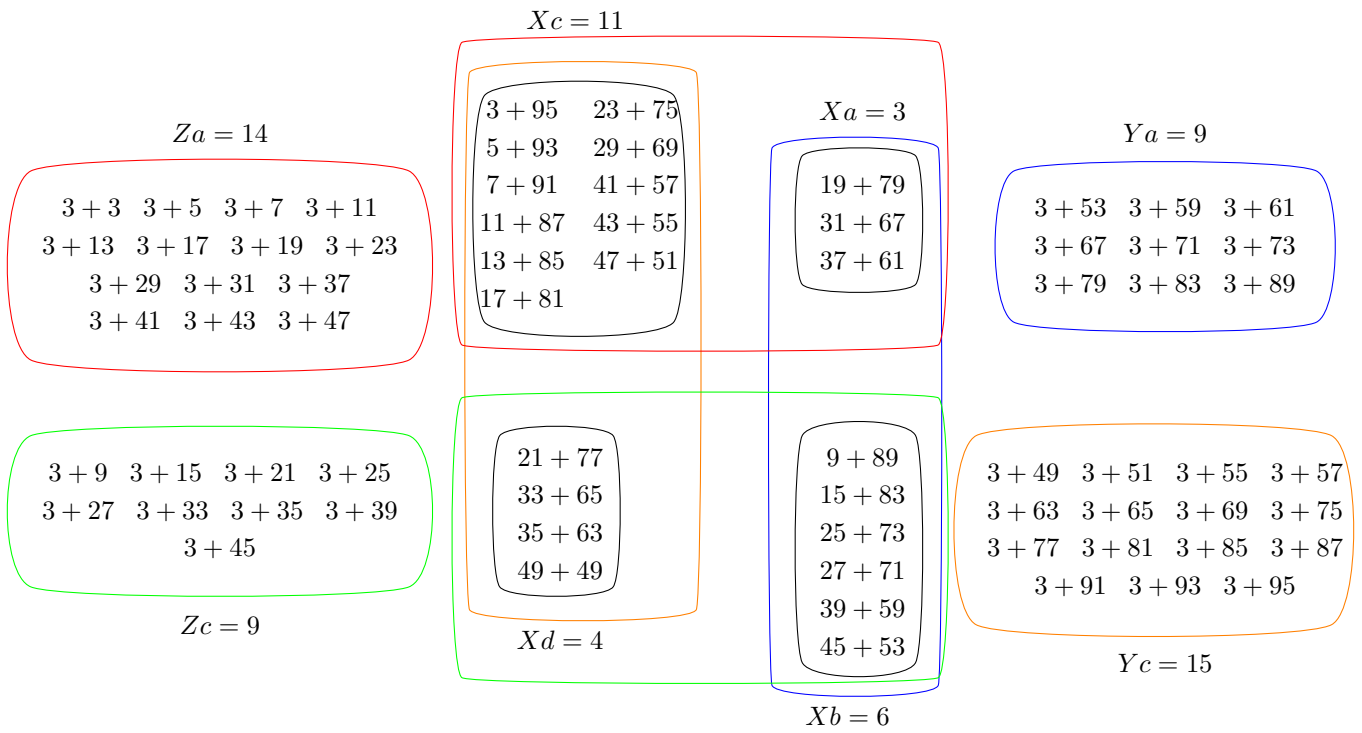 Xc = 11
Za = 14
3 + 3 3 + 5 3 + 7 3 + 11
3 + 13 3 + 17 3 + 19 3 + 23
3 + 29 3 + 31 3 + 37
3 + 41 3 + 43 3 + 47
3 + 95 23 + 75
5 + 93 29 + 69
7 + 91 41 + 57
11 + 87 43 + 55
13 + 85 47 + 51
17 + 81
Xa = 3
19 + 79
31 + 67
37 + 61
Ya = 9
3 + 53 3 + 59 3 + 61
3 + 67 3 + 71 3 + 73
3 + 79 3 + 83 3 + 89
3 + 9 3 + 15 3 + 21 3 + 25
3 + 27 3 + 33 3 + 35 3 + 39
3 + 45
Zc = 9
21 + 77
33 + 65
35 + 63
49 + 49
Xd = 4
9 + 89
15 + 83
25 + 73
27 + 71
39 + 59
45 + 53
Xb = 6
3 + 49 3 + 51 3 + 55 3 + 57
3 + 63 3 + 65 3 + 69 3 + 75
3 + 77 3 + 81 3 + 85 3 + 87
3 + 91 3 + 93 3 + 95
Yc = 15